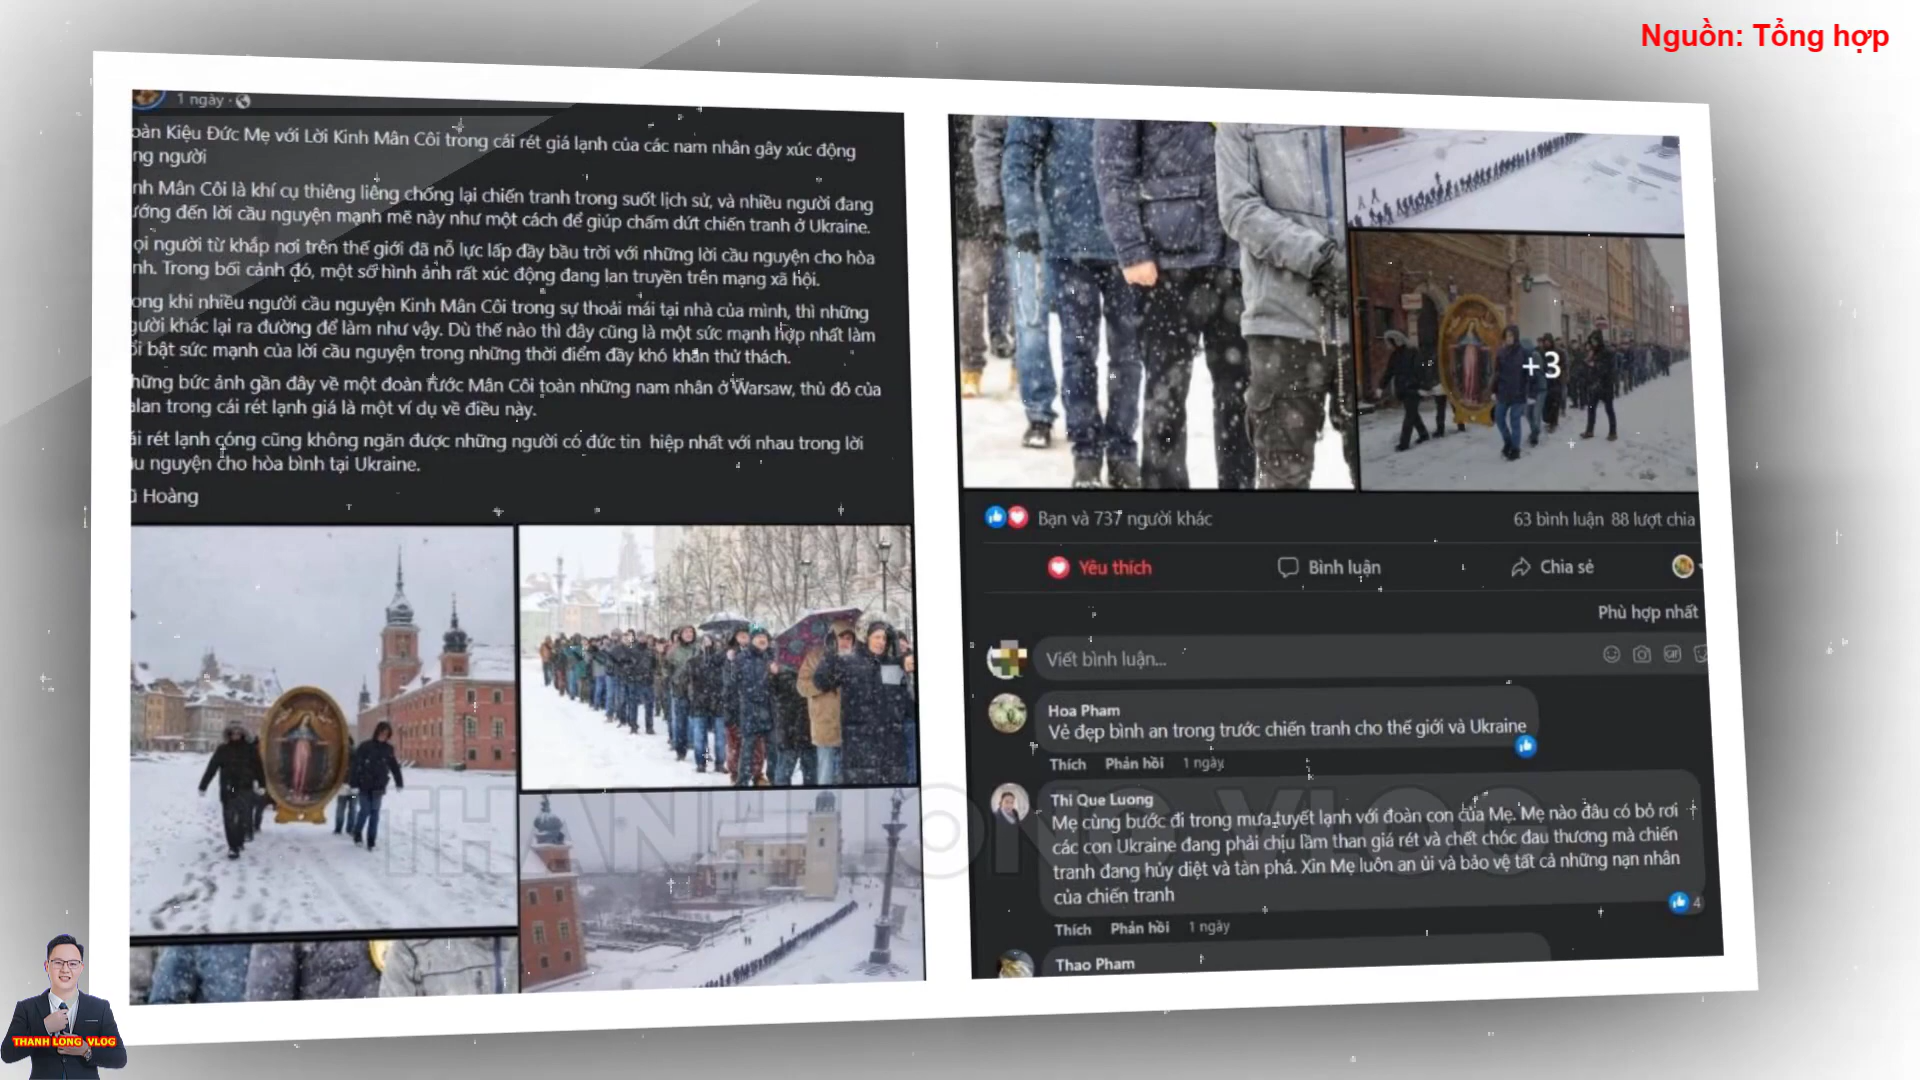 Nguồn: Tổng hợp
1 ngày
Kiệu Đức Mẹ với Lời Kinh Mân Côi trong cái rét giá lạnh của các nam nhân gây xúc động
người
Mân Côi là khí cụ thiêng liêng chống lại chiến tranh trong suốt lịch sử, và nhiều người đang
đến lời cầu nguyện mạnh mẽ này như một cách để giúp chấm dứt chiến tranh ở Ukraine.
người từ khắp nơi trên thế giới đã nỗ lực lấp đầy bầu trời với những lời cầu nguyện cho hòa
Trong bối cảnh đó, một số hình ảnh rất xúc động đang lan truyền trên mạng xã hội.
khi nhiều người cầu nguyện Kinh Mân Côi trong sự thoải mái tại nhà của mình, thì những
khác lại ra đường để làm như vậy. Dù thế nào thì đây cũng là một sức mạnh hợp nhất làm
bật sức mạnh của lời cầu nguyện trong những thời điểm đầy khó khăn thử thách.
bức ảnh gần đây về một đoàn rước Mân Côi toàn những nam nhân ở Warsaw, thủ đô của
trong cái rét lạnh giá là một ví dụ về điều này.
rét lạnh cóng cũng không ngăn được những người có đức tin hiệp nhất với nhau trong lời
nguyện cho hòa bình tại Ukraine.
Hoàng
+3
Bạn và 737 người khác
63 bình luận 88 lượt chia
Yêu thích Bình luận Chia sẻ
Phù hợp nhất
Viết bình luận...
GIF
Hoa Pham
Vẻ đẹp bình an trong trước chiến tranh cho thế giới và Ukraine
Thích Phản hồi 1 ngày
Thi Que Luong
Mẹ cùng bước đi trong mưa tuyết lạnh với đoàn con của Mẹ. Mẹ nào đâu có bỏ rơi
các con Ukraine đang phải chịu lầm than giá rét và chết chóc đau thương mà chiến
tranh đang hủy diệt và tàn phá. Xin Mẹ luôn an ủi và bảo vệ tất cả những nạn nhân
của chiến tranh
4
Thích Phản hồi 1 ngày
Thao Pham
THANH LONG VLOG
THANH LONG VLOG